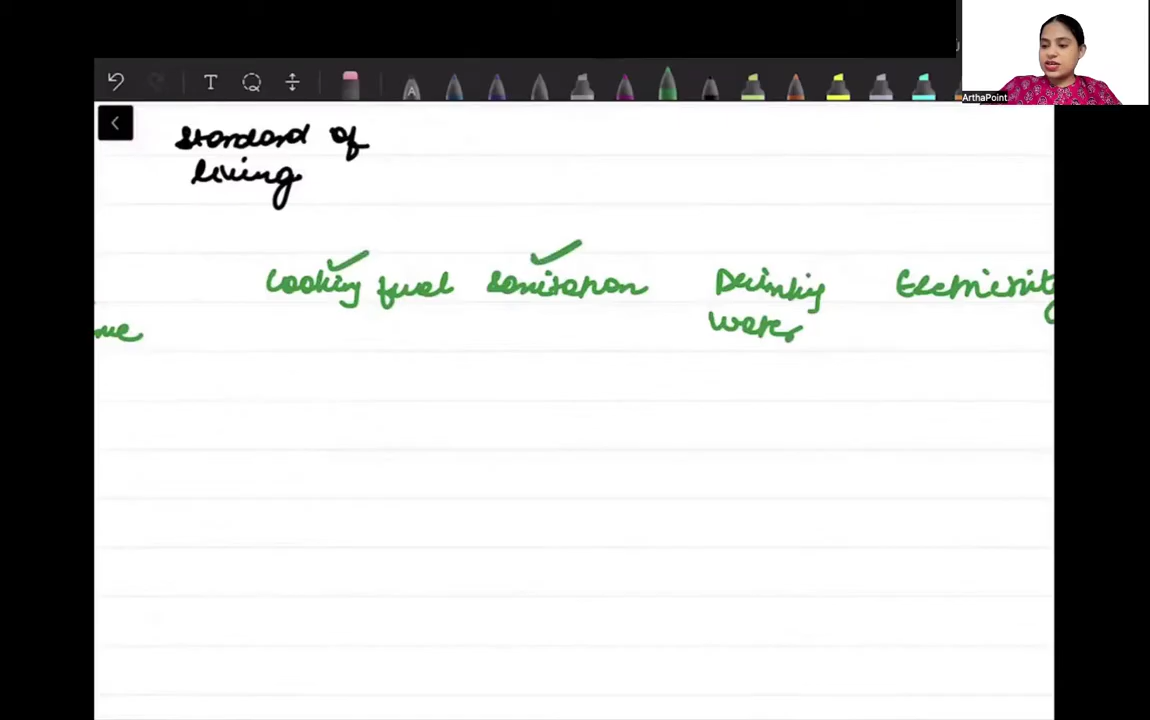 ArthaPoint
Standard of
living
Cooking fuel Sanitation Drinking Electricity
water